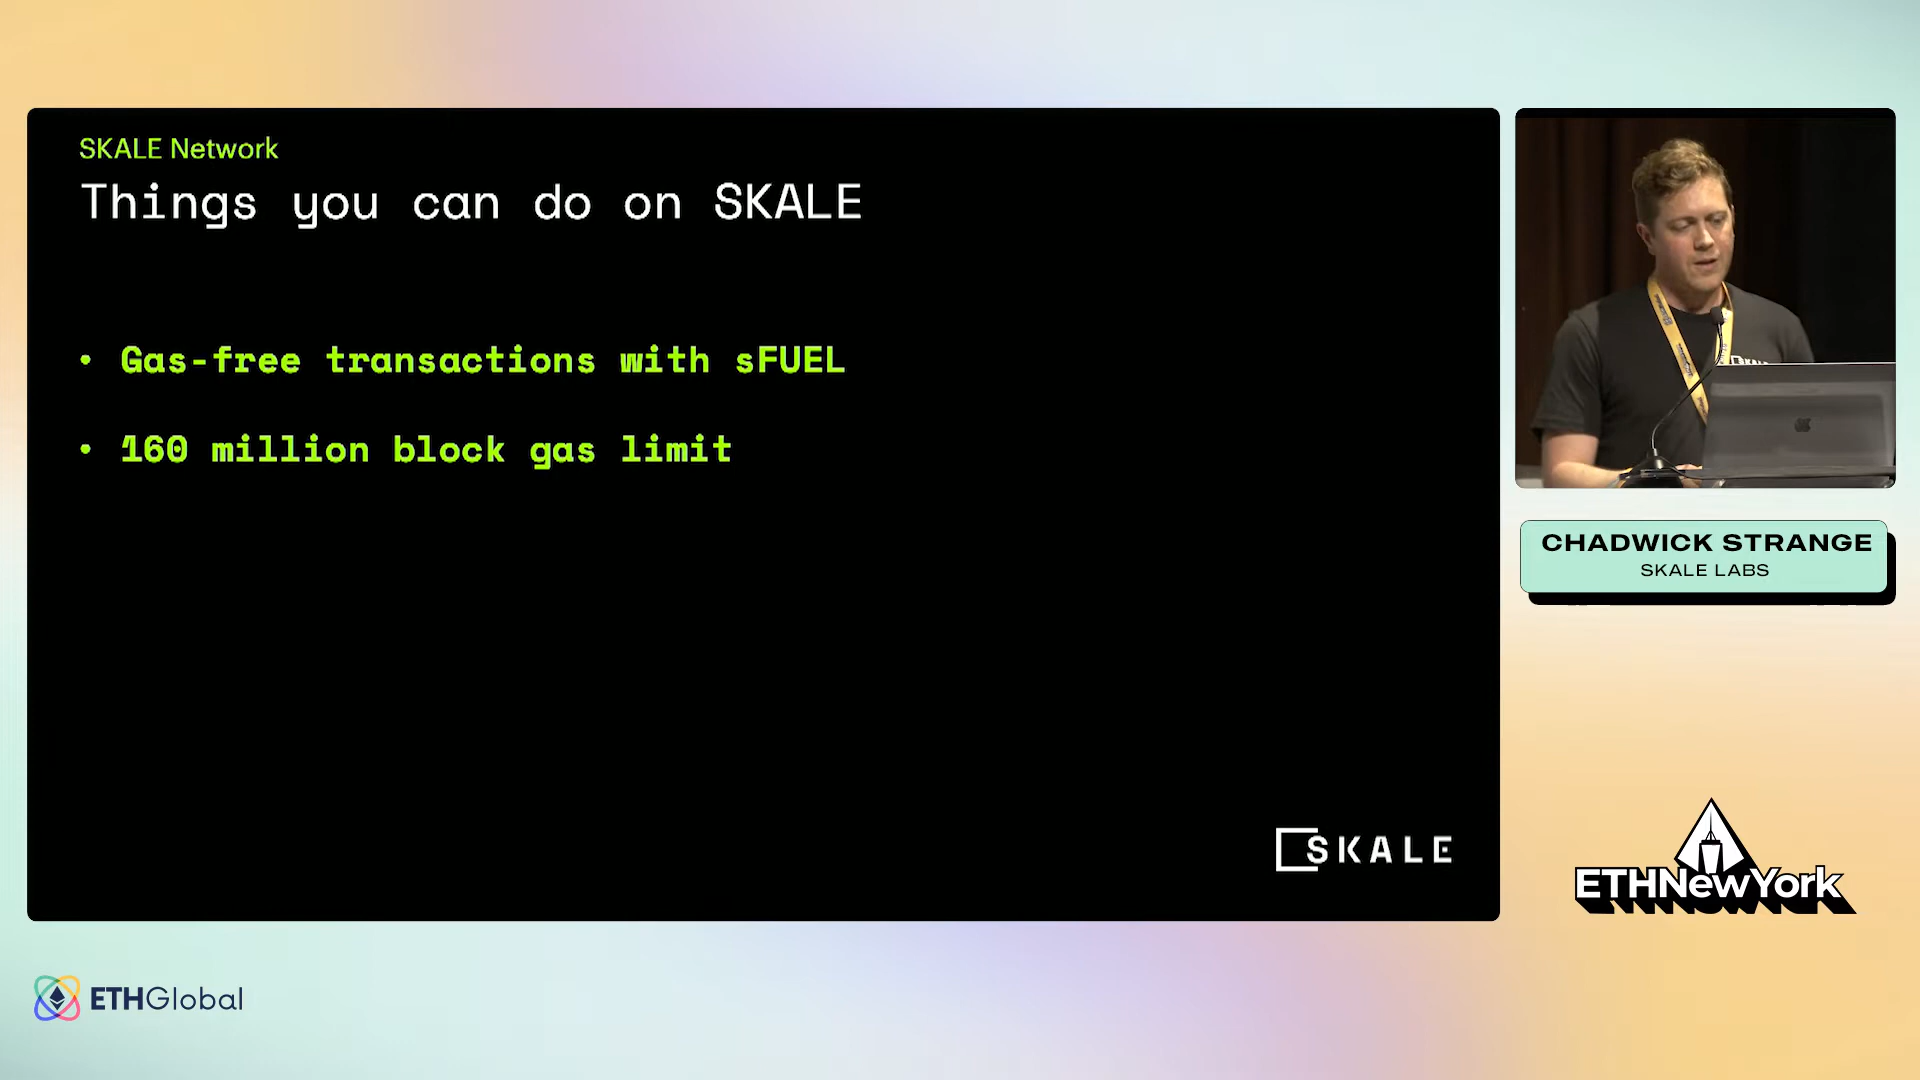 SKALE Network
Things you can do on SKALE
• Gas-free transactions with sFUEL
• 160 million block gas limit
SKALE
CHADWICK STRANGE
SKALE LABS
ETHNewYork
ETHGlobal